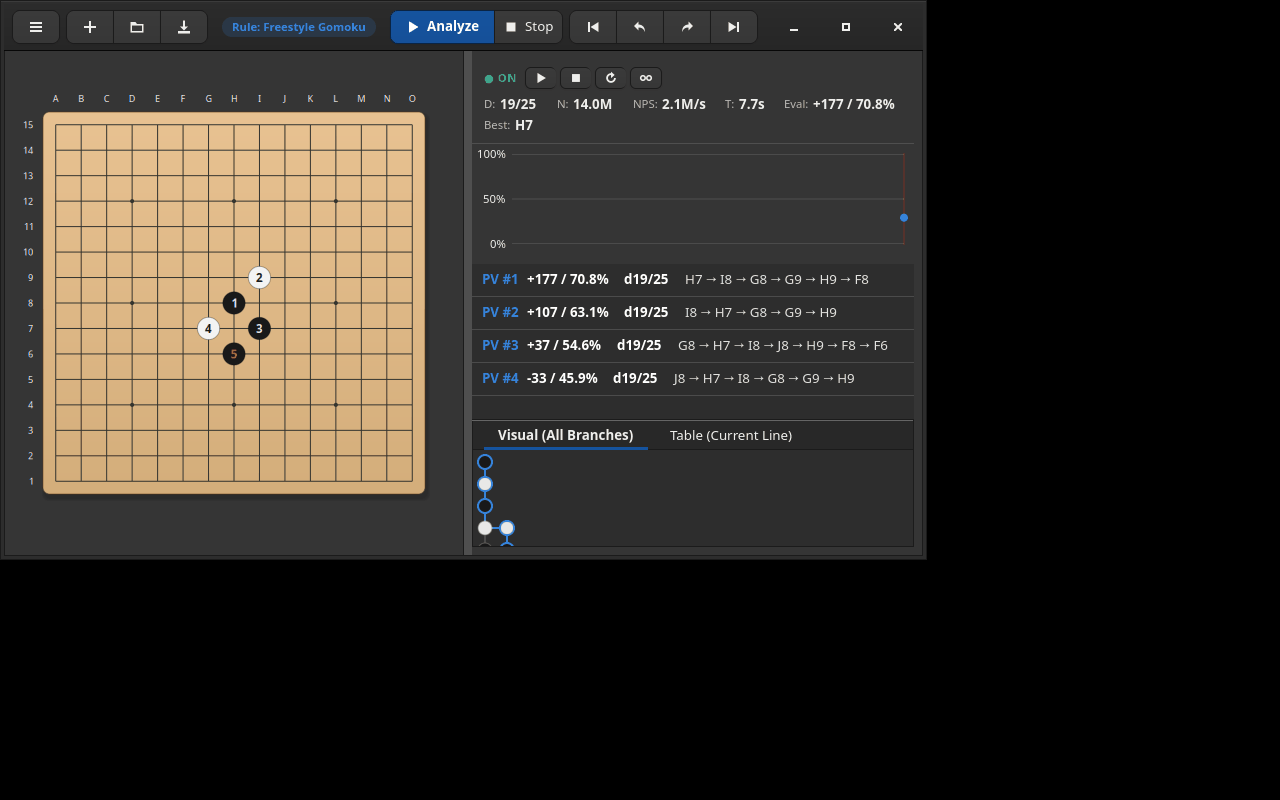 Rule: Freestyle Gomoku
Analyze
Stop
ON
D: 19/25 N: 14.0M NPS: 2.1M/s T: 7.7s Eval: +177 / 70.8%
Best: H7
A B C D E F G H I J K L M N O
15
14
13
12
11
10
9
8
7
6
5
4
3
2
1
2
1
4 3
5
100%
50%
0%
PV #1 +177 / 70.8% d19/25 H7 → I8 → G8 → G9 → H9 → F8
PV #2 +107 / 63.1% d19/25 I8 → H7 → G8 → G9 → H9
PV #3 +37 / 54.6% d19/25 G8 → H7 → I8 → J8 → H9 → F8 → F6
PV #4 -33 / 45.9% d19/25 J8 → H7 → I8 → G8 → G9 → H9
Visual (All Branches) Table (Current Line)